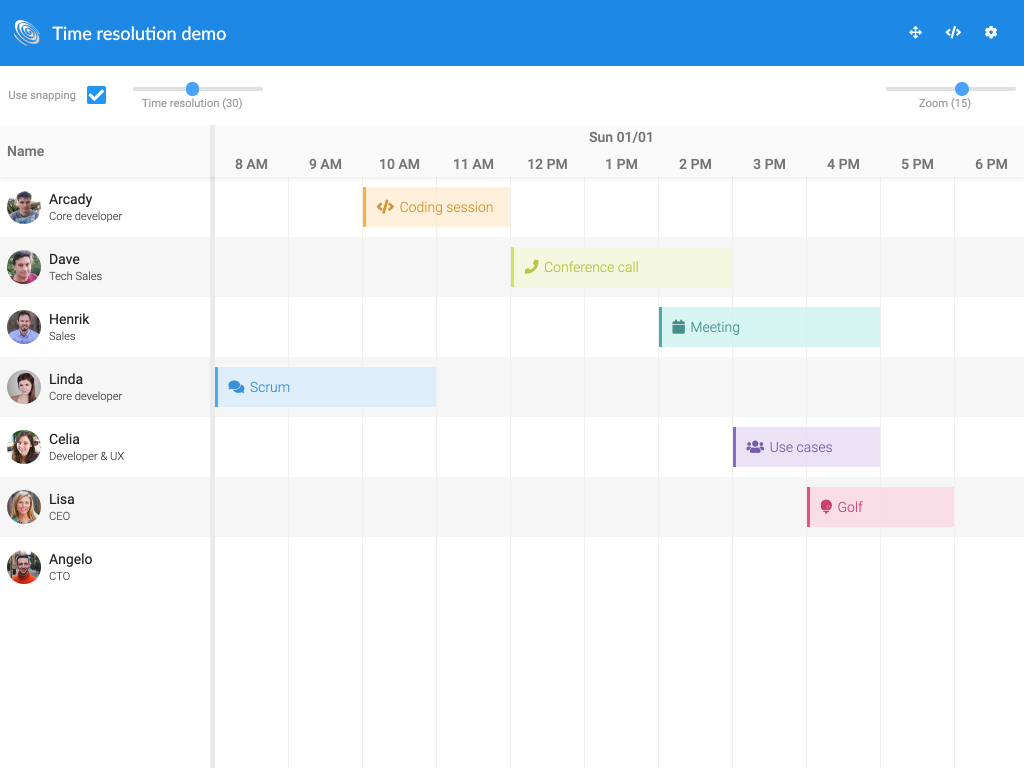 Time resolution demo
Use snapping
Time resolution (30)
Zoom (15)
Name
Sun 01/01
8 AM 9 AM 10 AM 11 AM 12 PM 1 PM 2 PM 3 PM 4 PM 5 PM 6 PM
Arcady
Core developer
Coding session
Dave
Tech Sales
Conference call
Henrik
Sales
Meeting
Linda
Core developer
Scrum
Celia
Developer & UX
Use cases
Lisa
CEO
Golf
Angelo
CTO